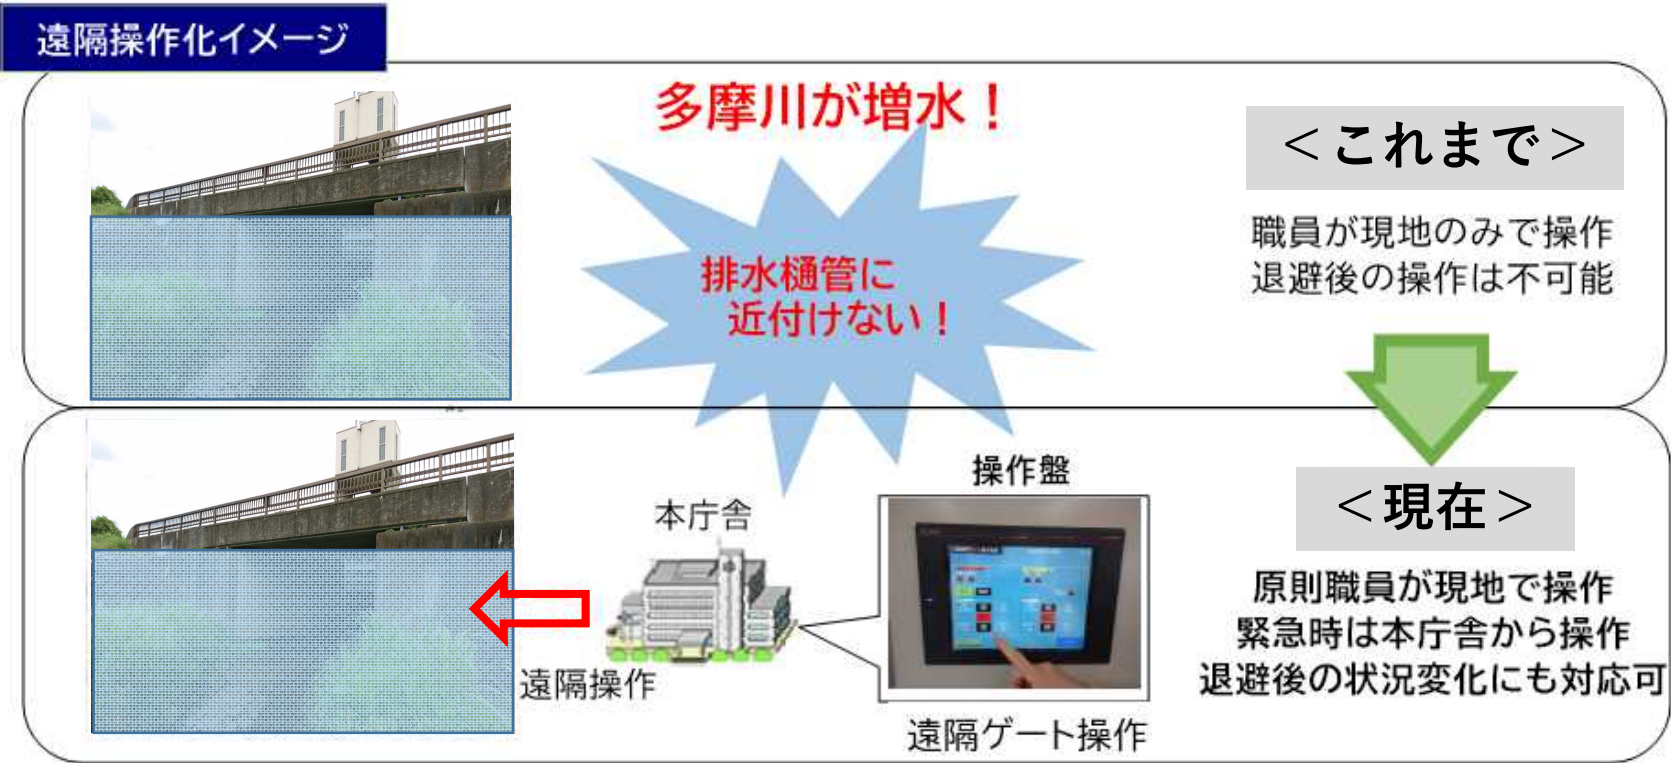 遠隔操作化イメージ
多摩川が増水！
排水樋管に
近付けない！
＜これまで＞
職員が現地のみで操作
退避後の操作は不可能
本庁舎
遠隔操作
操作盤
遠隔ゲート操作
＜現在＞
原則職員が現地で操作
緊急時は本庁舎から操作
退避後の状況変化にも対応可